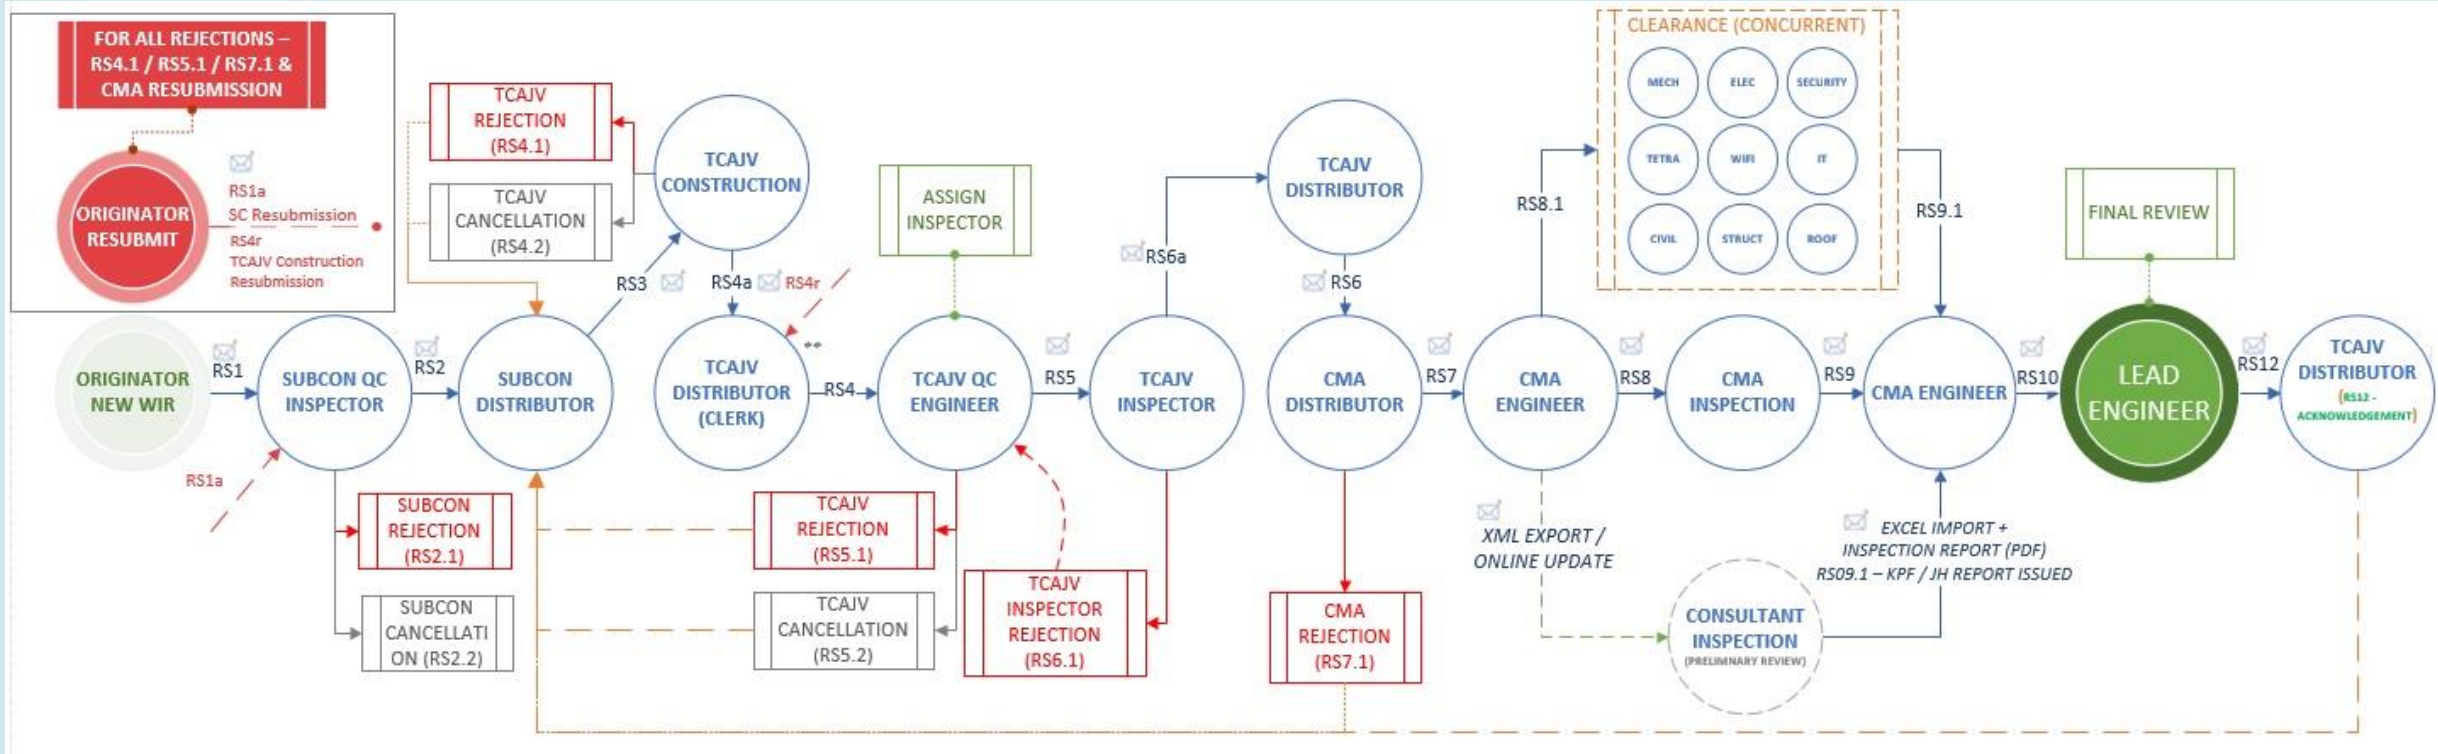 FOR ALL REJECTIONS –
RS4.1 / RS5.1 / RS7.1 &
CMA RESUBMISSION
ORIGINATOR
RESUBMIT
RS1a
SC Resubmission
RS4r
TCAJV Construction
Resubmission
TCAJV
REJECTION
(RS4.1)
TCAJV
CANCELLATION
(RS4.2)
TCAJV
CONSTRUCTION
RS3
RS4a
RS4r
**
ASSIGN
INSPECTOR
RS6a
TCAJV
DISTRIBUTOR
RS6
RS8.1
CLEARANCE (CONCURRENT)
MECH
ELEC
SECURITY
TETRA
WIFI
IT
CIVIL
STRUCT
ROOF
RS9.1
FINAL REVIEW
ORIGINATOR
NEW WIR
RS1
SUBCON QC
INSPECTOR
RS2
SUBCON
DISTRIBUTOR
TCAJV
DISTRIBUTOR
(CLERK)
RS4
TCAJV QC
ENGINEER
RS5
TCAJV
INSPECTOR
CMA
DISTRIBUTOR
RS7
CMA
ENGINEER
RS8
CMA
INSPECTION
RS9
CMA ENGINEER
RS10
LEAD
ENGINEER
RS12
TCAJV
DISTRIBUTOR
(RS12 -
ACKNOWLEDGEMENT)
RS1a
SUBCON
REJECTION
(RS2.1)
SUBCON
CANCELLATI
ON (RS2.2)
TCAJV
REJECTION
(RS5.1)
TCAJV
CANCELLATION
(RS5.2)
TCAJV
INSPECTOR
REJECTION
(RS6.1)
CMA
REJECTION
(RS7.1)
XML EXPORT /
ONLINE UPDATE
CONSULTANT
INSPECTION
(PRELIMNARY REVIEW)
EXCEL IMPORT +
INSPECTION REPORT (PDF)
RS09.1 – KPF / JH REPORT ISSUED